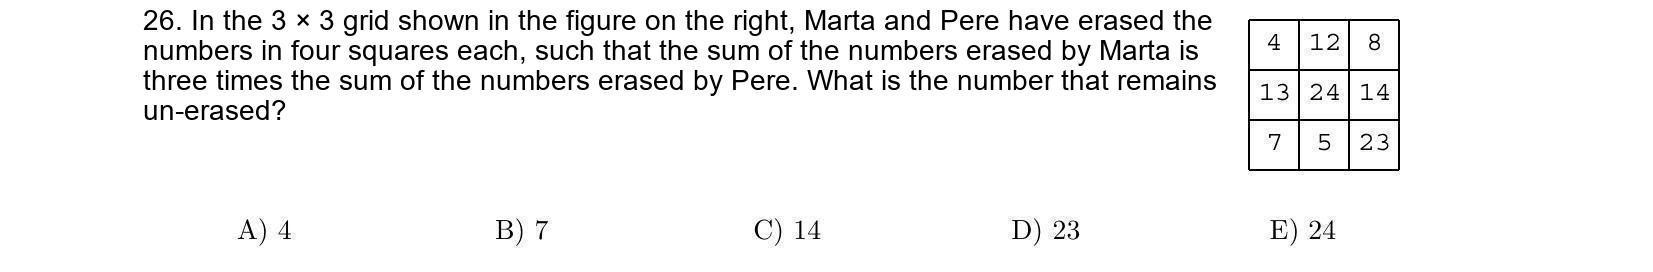 26. In the 3 × 3 grid shown in the figure on the right, Marta and Pere have erased the
numbers in four squares each, such that the sum of the numbers erased by Marta is
three times the sum of the numbers erased by Pere. What is the number that remains
un-erased?
4 12 8
13 24 14
7 5 23
A) 4 B) 7 C) 14 D) 23 E) 24